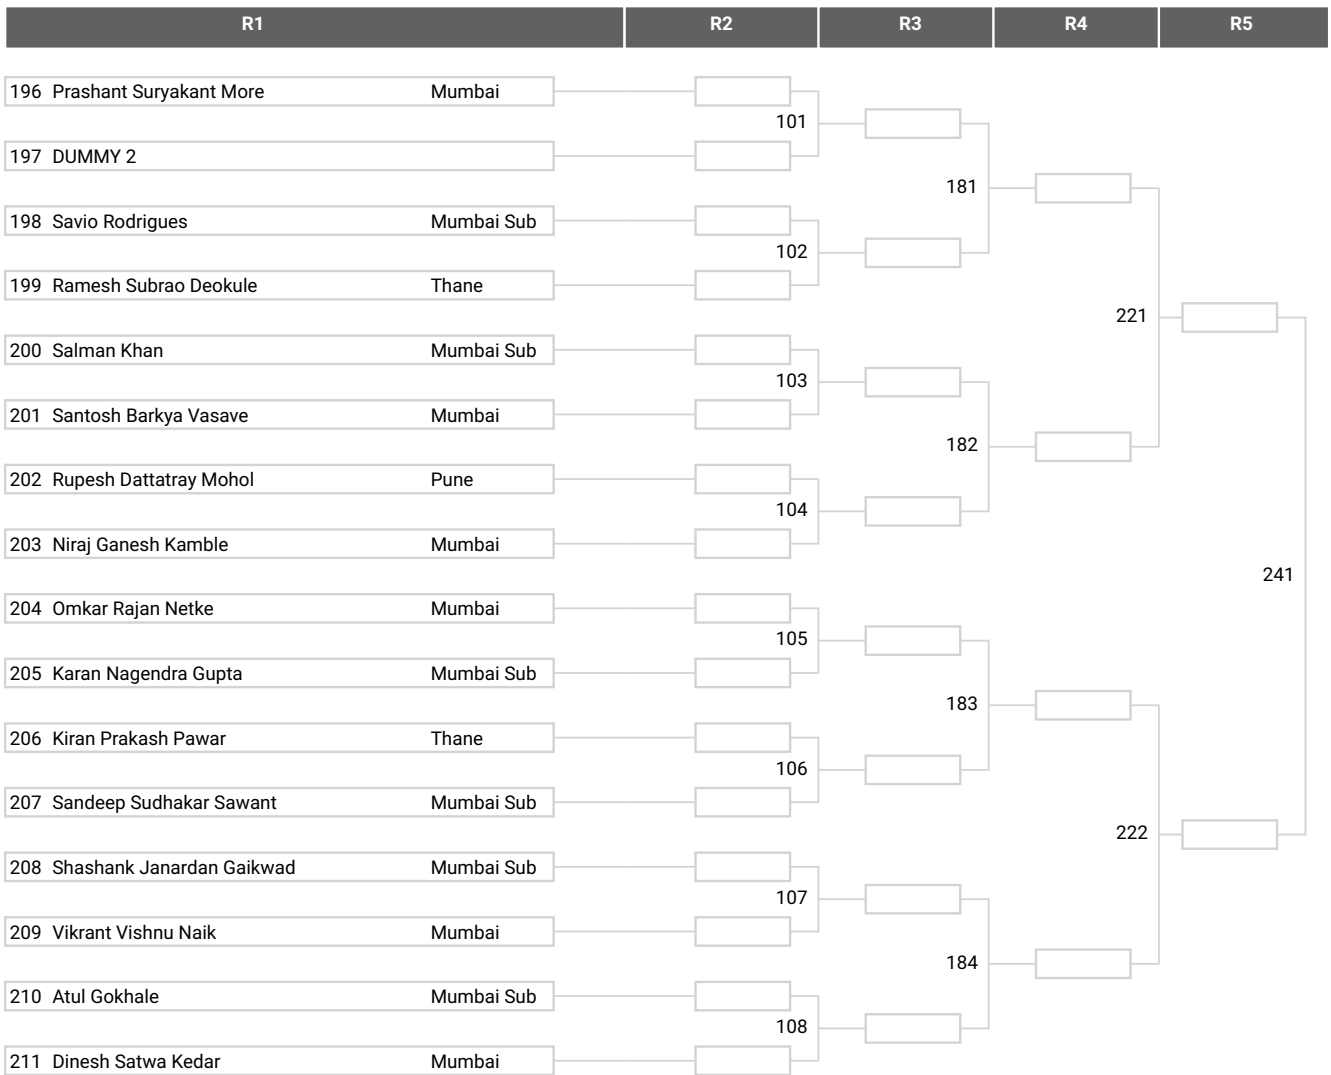 R1 R2 R3 R4 R5
196 Prashant Suryakant More Mumbai
101
197 DUMMY 2
181
198 Savio Rodrigues Mumbai Sub
102
199 Ramesh Subrao Deokule Thane
221
200 Salman Khan Mumbai Sub
103
201 Santosh Barkya Vasave Mumbai
182
202 Rupesh Dattatray Mohol Pune
104
203 Niraj Ganesh Kamble Mumbai
241
204 Omkar Rajan Netke Mumbai
105
205 Karan Nagendra Gupta Mumbai Sub
183
206 Kiran Prakash Pawar Thane
106
207 Sandeep Sudhakar Sawant Mumbai Sub
222
208 Shashank Janardan Gaikwad Mumbai Sub
107
209 Vikrant Vishnu Naik Mumbai
184
210 Atul Gokhale Mumbai Sub
108
211 Dinesh Satwa Kedar Mumbai